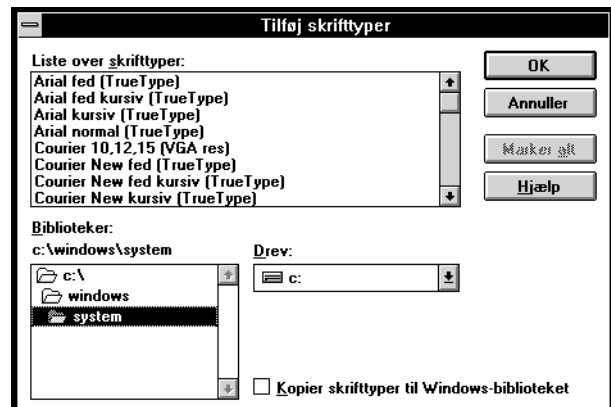 Tilføj skrifttyper
Liste over skrifttyper:
Arial fed (TrueType)
Arial fed kursiv (TrueType)
Arial kursiv (TrueType)
Arial normal (TrueType)
Courier 10,12,15 (VGA res)
Courier New fed (TrueType)
Courier New fed kursiv (TrueType)
Courier New kursiv (TrueType)
OK
Annuller
Marker alt
Hjælp
Biblioteker:
c:\windows\system
c:\
windows
system
Drev:
c:
Kopier skrifttyper til Windows-biblioteket